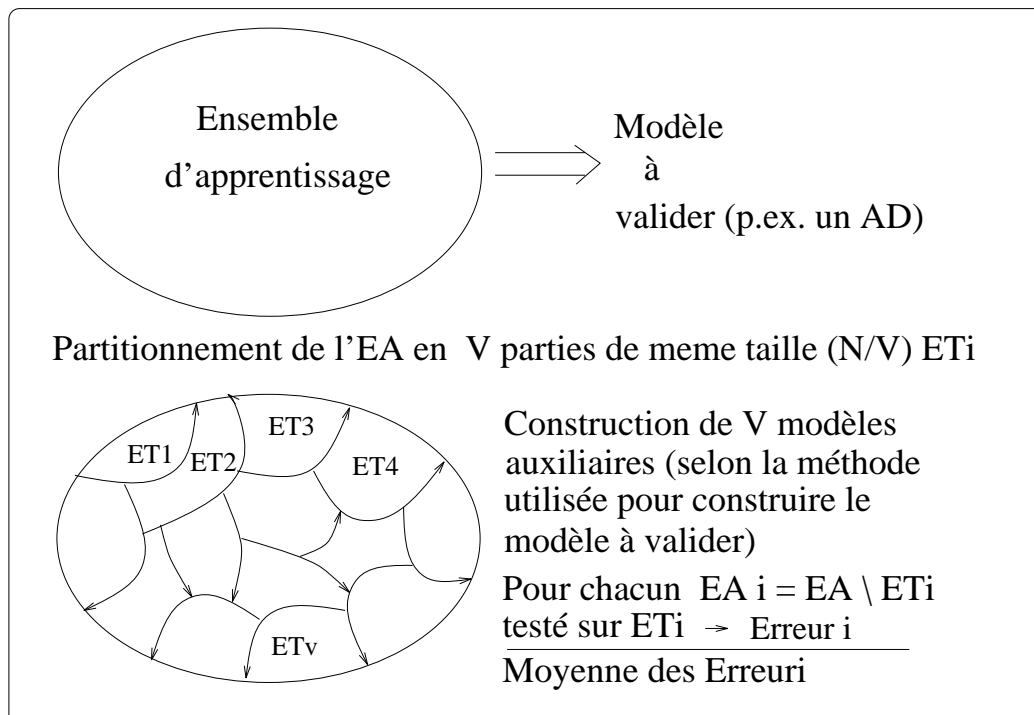 Ensemble
d'apprentissage
Modèle
à
valider (p.ex. un AD)
Partitionnement de l'EA en V parties de meme taille (N/V) ETi
ET1
ET2
ET3
ET4
ETv
Construction de V modèles
auxiliaires (selon la méthode
utilisée pour construire le
modèle à valider)
Pour chacun EA i = EA \ ETi
testé sur ETi → Erreur i
Moyenne des Erreuri